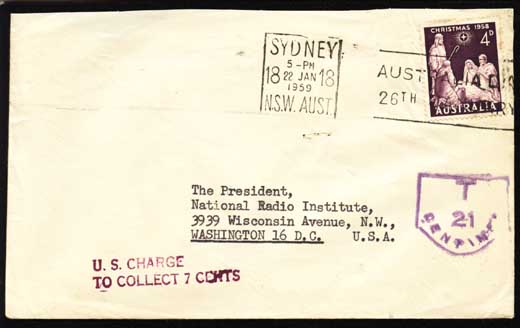 SYDNEY
5 - PM
18 22 JAN 18
1959
N.S.W. AUST.
AUST
26TH
CHRISTMAS 1958
4D
AUSTRALIA
The President,
National Radio Institute,
3939 Wisconsin Avenue, N.W.,
WASHINGTON 16 D.C. U.S.A.
T
21
U.S. CHARGE
TO COLLECT 7 CENTS